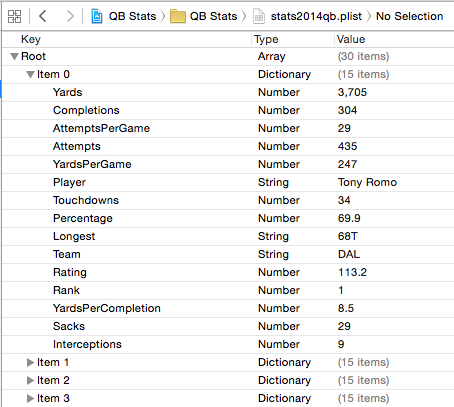 QB Stats QB Stats stats2014qb.plist No Selection
Key Type Value
Root Array (30 items)
Item 0 Dictionary (15 items)
Yards Number 3,705
Completions Number 304
AttemptsPerGame Number 29
Attempts Number 435
YardsPerGame Number 247
Player String Tony Romo
Touchdowns Number 34
Percentage Number 69.9
Longest String 68T
Team String DAL
Rating Number 113.2
Rank Number 1
YardsPerCompletion Number 8.5
Sacks Number 29
Interceptions Number 9
Item 1 Dictionary (15 items)
Item 2 Dictionary (15 items)
Item 3 Dictionary (15 items)